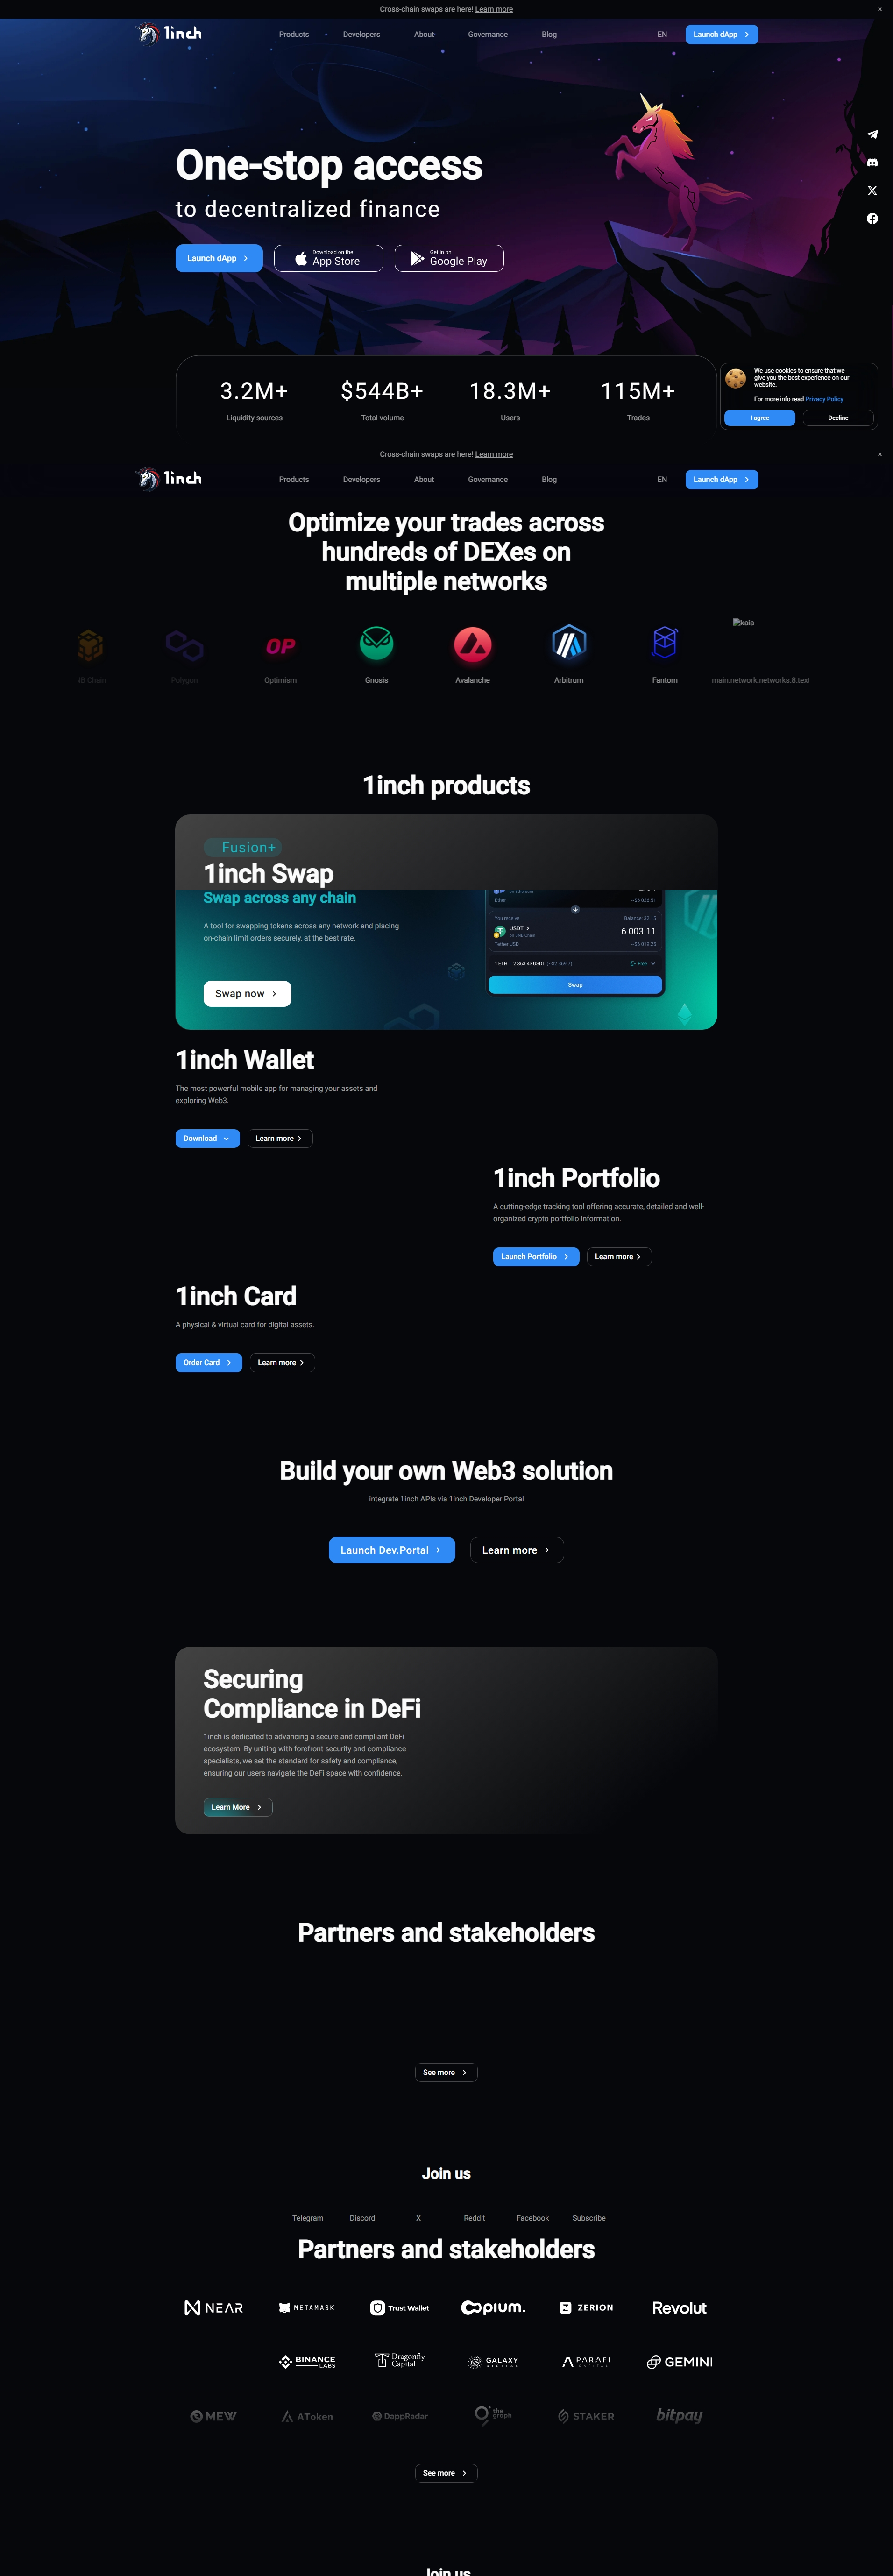 Cross-chain swaps are here! Learn more
1inch
Products
Developers
About
Governance
Blog
EN
Launch dApp
One-stop access
to decentralized finance
Launch dApp
Download on the
App Store
Get in on
Google Play
3.2M+
Liquidity sources
$544B+
Total volume
18.3M+
Users
115M+
Trades
We use cookies to ensure that we
give you the best experience on our
website.
For more info read Privacy Policy
I agree
Decline
Cross-chain swaps are here! Learn more
1inch
Products
Developers
About
Governance
Blog
EN
Launch dApp
Optimize your trades across
hundreds of DEXes on
multiple networks
OP
kaia
Chain
Polygon
Optimism
Gnosis
Avalanche
Arbitrum
Fantom
main.network.networks.8.text
1inch products
Fusion+
1inch Swap
Swap across any chain
A tool for swapping tokens across any network and placing
on-chain limit orders securely, at the best rate.
Swap now
Ether
You receive
Balance: $2.15
USDT
on BNB Chain
6 003.11
Tether USD
~$6 019.25
1 ETH ~ 2 363.43 USDT (~$2 369.7)
Free
Swap
1inch Wallet
The most powerful mobile app for managing your assets and
exploring Web3.
Download
Learn more
1inch Portfolio
A cutting-edge tracking tool offering accurate, detailed and well-
organized crypto portfolio information.
Launch Portfolio
Learn more
1inch Card
A physical & virtual card for digital assets.
Order Card
Learn more
Build your own Web3 solution
integrate 1inch APIs via 1inch Developer Portal
Launch Dev.Portal
Learn more
Securing
Compliance in DeFi
1inch is dedicated to advancing a secure and compliant DeFi
ecosystem. By uniting with forefront security and compliance
specialists, we set the standard for safety and compliance,
ensuring our users navigate the DeFi space with confidence.
Learn More
Partners and stakeholders
See more
Join us
Telegram
Discord
X
Reddit
Facebook
Subscribe
Partners and stakeholders
NEAR
METAMASK
Trust Wallet
Opium.
ZERION
Revolut
BINANCE
LABS
Dragonfly
Capital
GALAXY
DIGITAL
PARAFI
CAPITAL
GEMINI
MEW
AToken
DappRadar
the
graph
STAKER
bitpay
See more
Join us